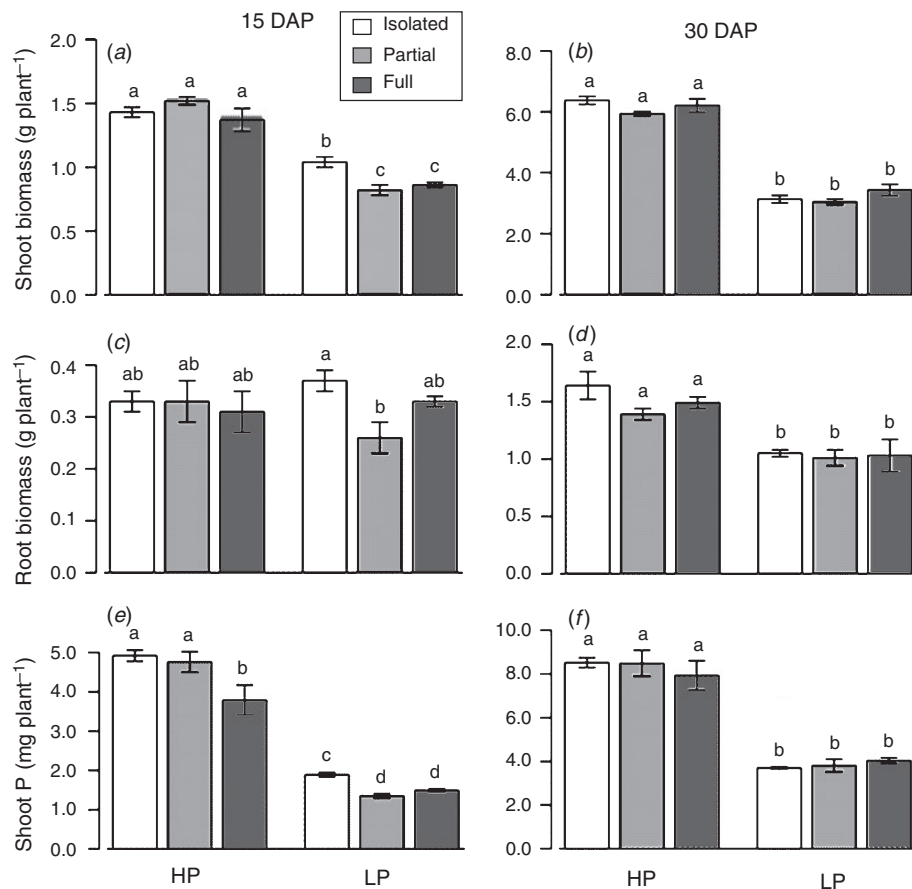 15 DAP
Isolated
Partial
Full
30 DAP
(a)
Shoot biomass (g plant⁻¹)
2.0
1.5
1.0
0.5
0.0
a a a
b c c
(b)
8.0
6.0
4.0
2.0
0.0
a a a
b b b
(c)
Root biomass (g plant⁻¹)
0.4
0.3
0.2
0.1
0.0
ab ab ab
a b ab
(d)
2.0
1.5
1.0
0.5
0.0
a a a
b b b
(e)
Shoot P (mg plant⁻¹)
5.0
4.0
3.0
2.0
1.0
0.0
a a b
c d d
HP LP
(f)
10.0
8.0
6.0
4.0
2.0
0.0
a a a
b b b
HP LP